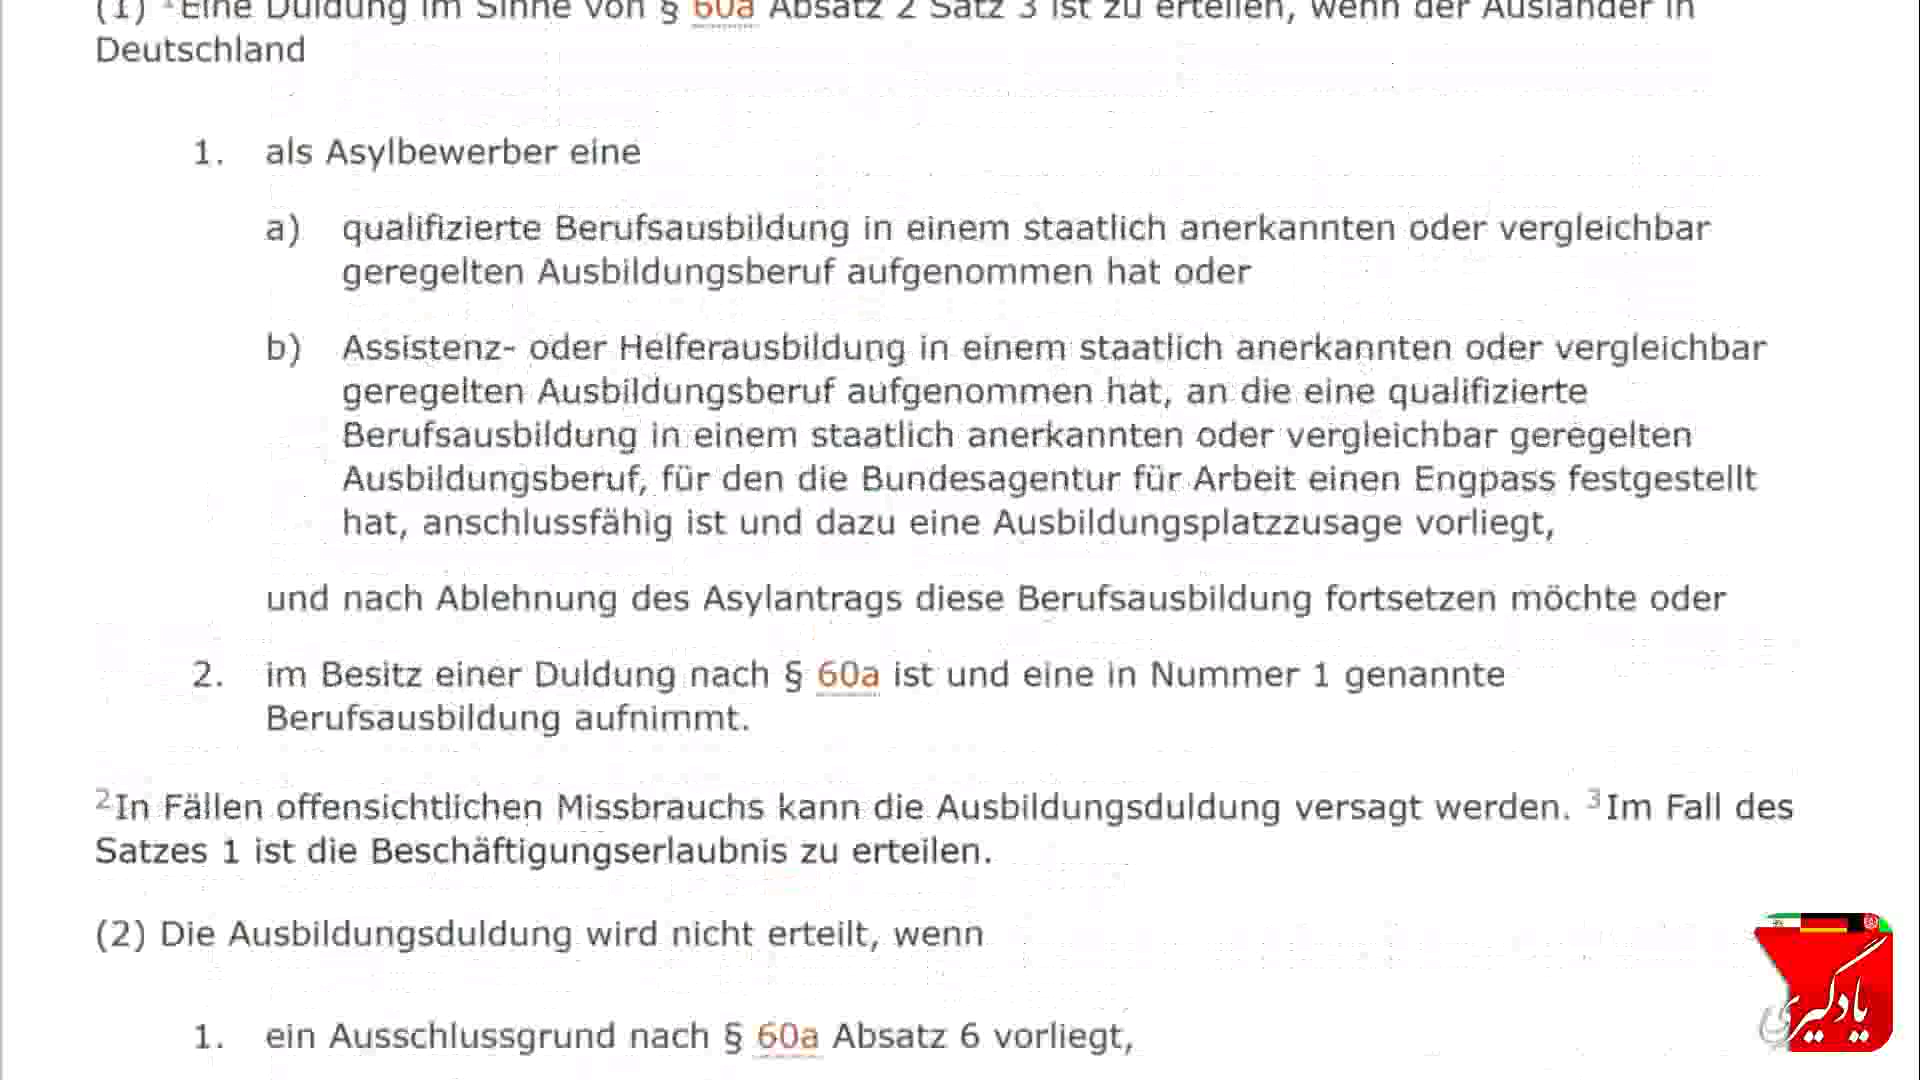 (1) ¹Eine Duldung im Sinne von § 60a Absatz 2 Satz 3 ist zu erteilen, wenn der Ausländer in
Deutschland
1. als Asylbewerber eine
a) qualifizierte Berufsausbildung in einem staatlich anerkannten oder vergleichbar
geregelten Ausbildungsberuf aufgenommen hat oder
b) Assistenz- oder Helferausbildung in einem staatlich anerkannten oder vergleichbar
geregelten Ausbildungsberuf aufgenommen hat, an die eine qualifizierte
Berufsausbildung in einem staatlich anerkannten oder vergleichbar geregelten
Ausbildungsberuf, für den die Bundesagentur für Arbeit einen Engpass festgestellt
hat, anschlussfähig ist und dazu eine Ausbildungsplatzzusage vorliegt,
und nach Ablehnung des Asylantrags diese Berufsausbildung fortsetzen möchte oder
2. im Besitz einer Duldung nach § 60a ist und eine in Nummer 1 genannte
Berufsausbildung aufnimmt.
²In Fällen offensichtlichen Missbrauchs kann die Ausbildungsduldung versagt werden. ³Im Fall des
Satzes 1 ist die Beschäftigungserlaubnis zu erteilen.
(2) Die Ausbildungsduldung wird nicht erteilt, wenn
1. ein Ausschlussgrund nach § 60a Absatz 6 vorliegt,
یادگیری